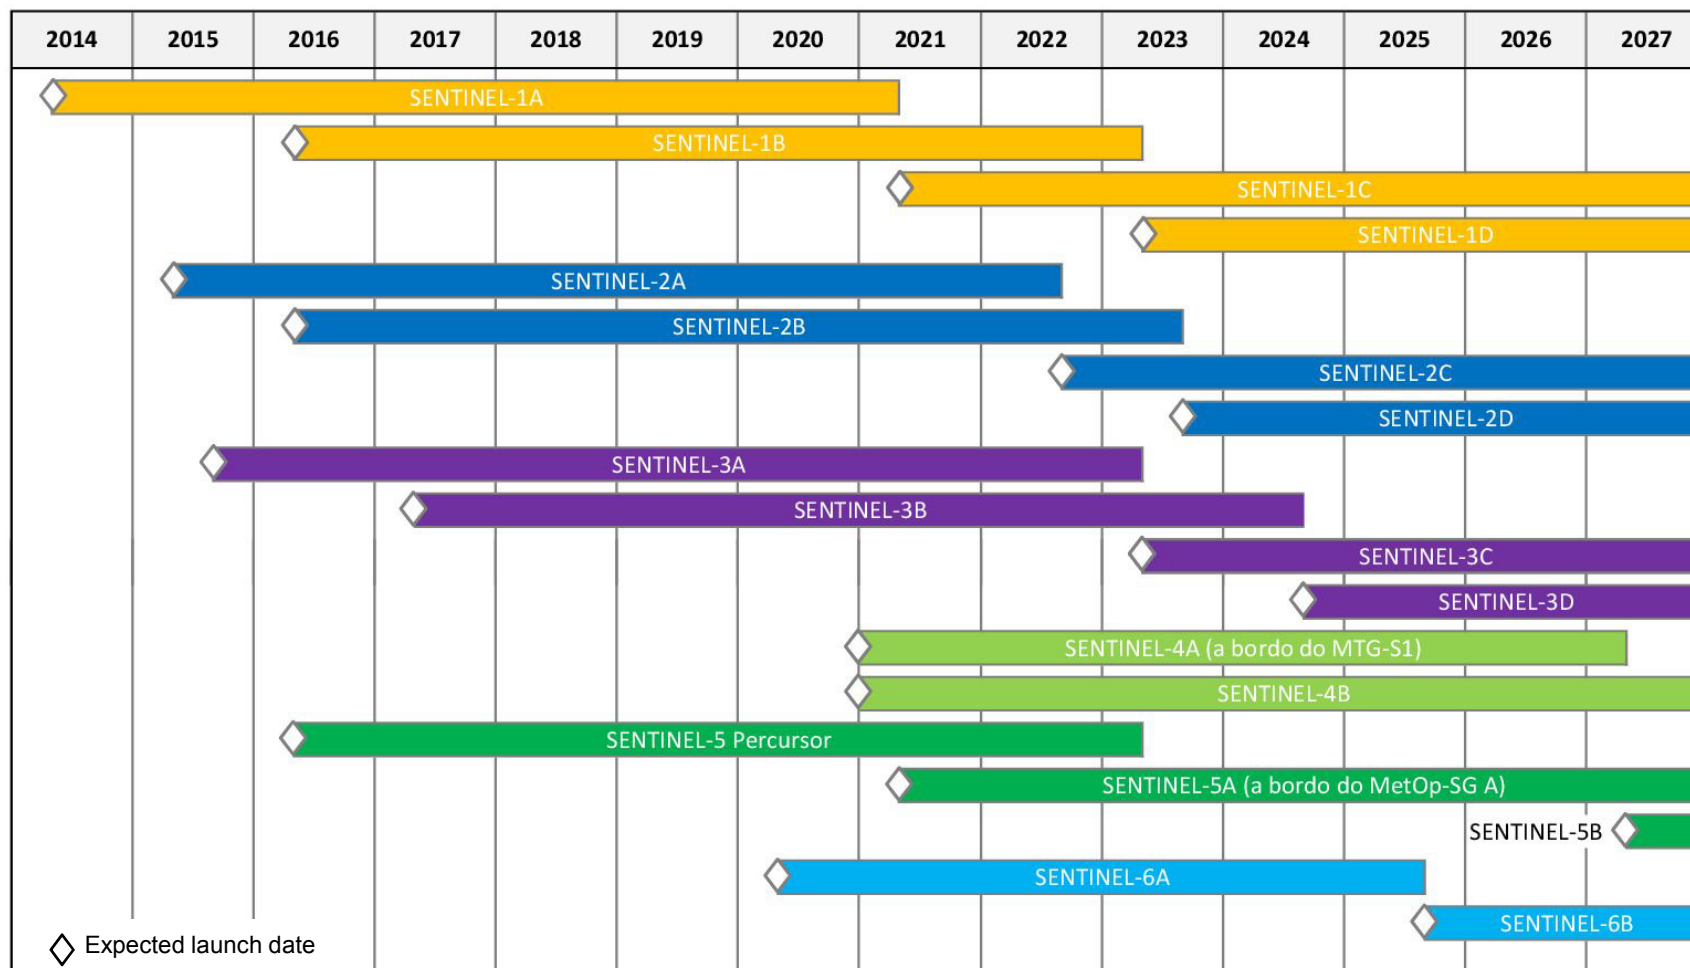 2014 2015 2016 2017 2018 2019 2020 2021 2022 2023 2024 2025 2026 2027
SENTINEL-1A
SENTINEL-1B
SENTINEL-1C
SENTINEL-1D
SENTINEL-2A
SENTINEL-2B
SENTINEL-2C
SENTINEL-2D
SENTINEL-3A
SENTINEL-3B
SENTINEL-3C
SENTINEL-3D
SENTINEL-4A (a bordo do MTG-S1)
SENTINEL-4B
SENTINEL-5 Percursor
SENTINEL-5A (a bordo do MetOp-SG A)
SENTINEL-5B
SENTINEL-6A
SENTINEL-6B
Expected launch date